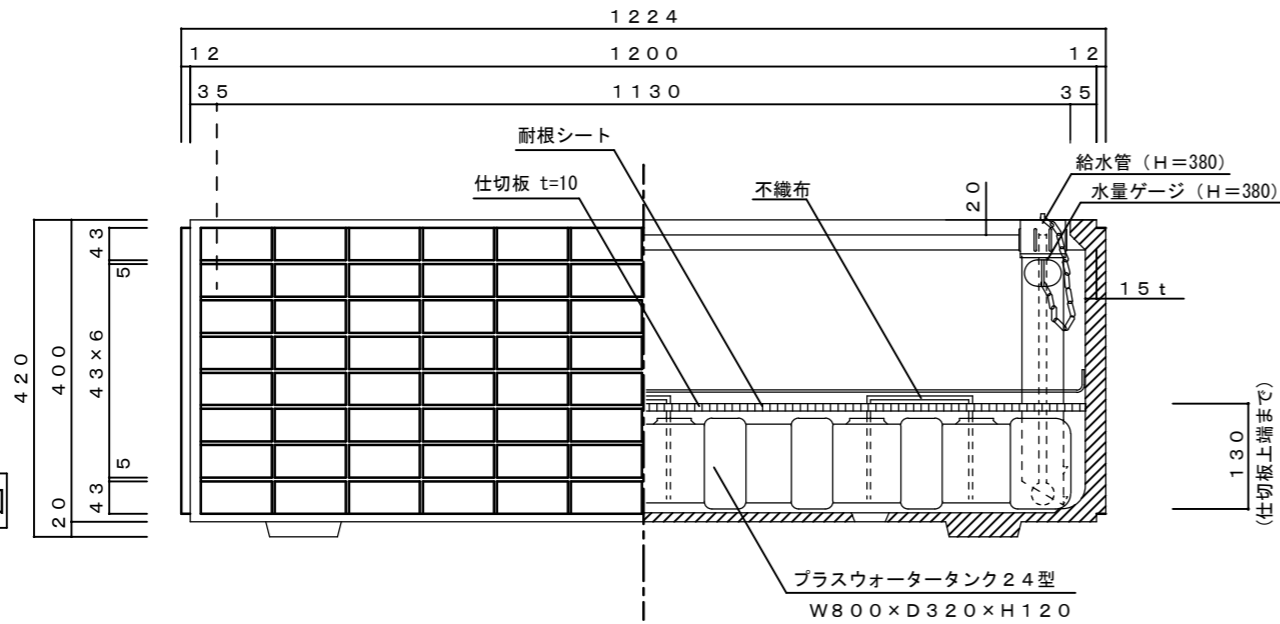 １２２４
１２
１２００
１２
３５
１１３０
３５
耐根シート
給水管（H＝380）
仕切板 t=10
不織布
２０
水量ゲージ（H＝380）
４３
５
１５ｔ
４２０
４００
４３×６
５
４３
２０
１３０
(仕切板上端まで)
プラスウォータータンク２４型
Ｗ８００×Ｄ３２０×Ｈ１２０